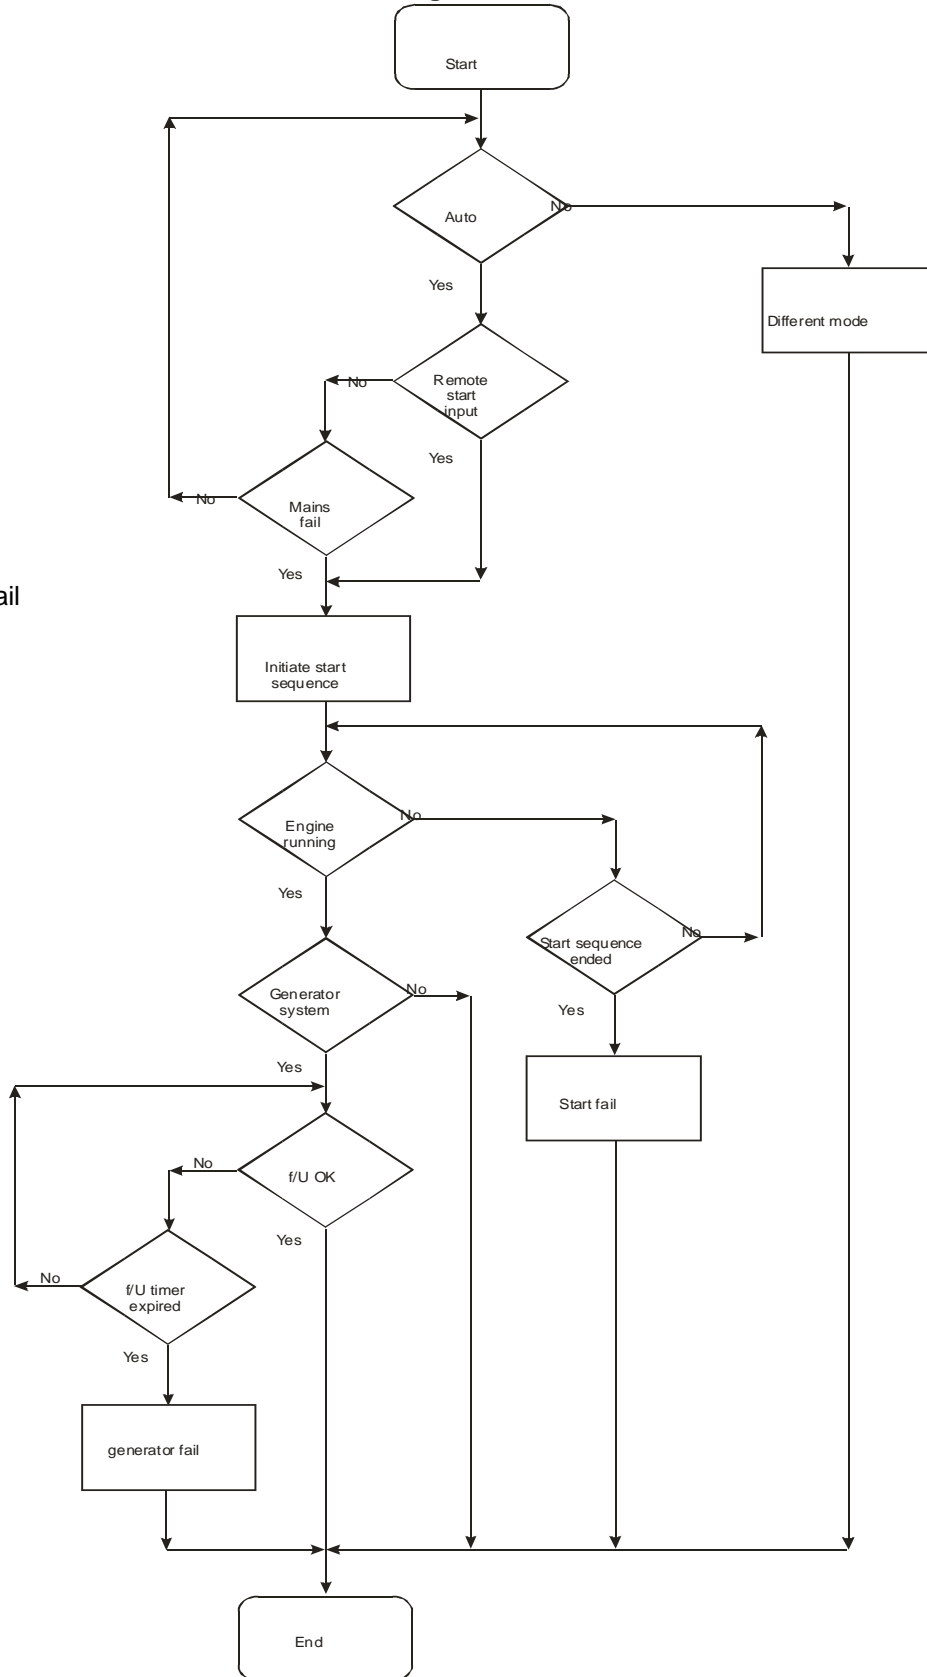 Start
Auto
No
Yes
Different mode
Remote
start
input
No
Yes
Mains
fail
No
Yes
ail
Initiate start
sequence
Engine
running
No
Yes
Start sequence
ended
No
Yes
Generator
system
No
Yes
Start fail
f/U OK
No
Yes
f/U timer
expired
No
Yes
generator fail
End